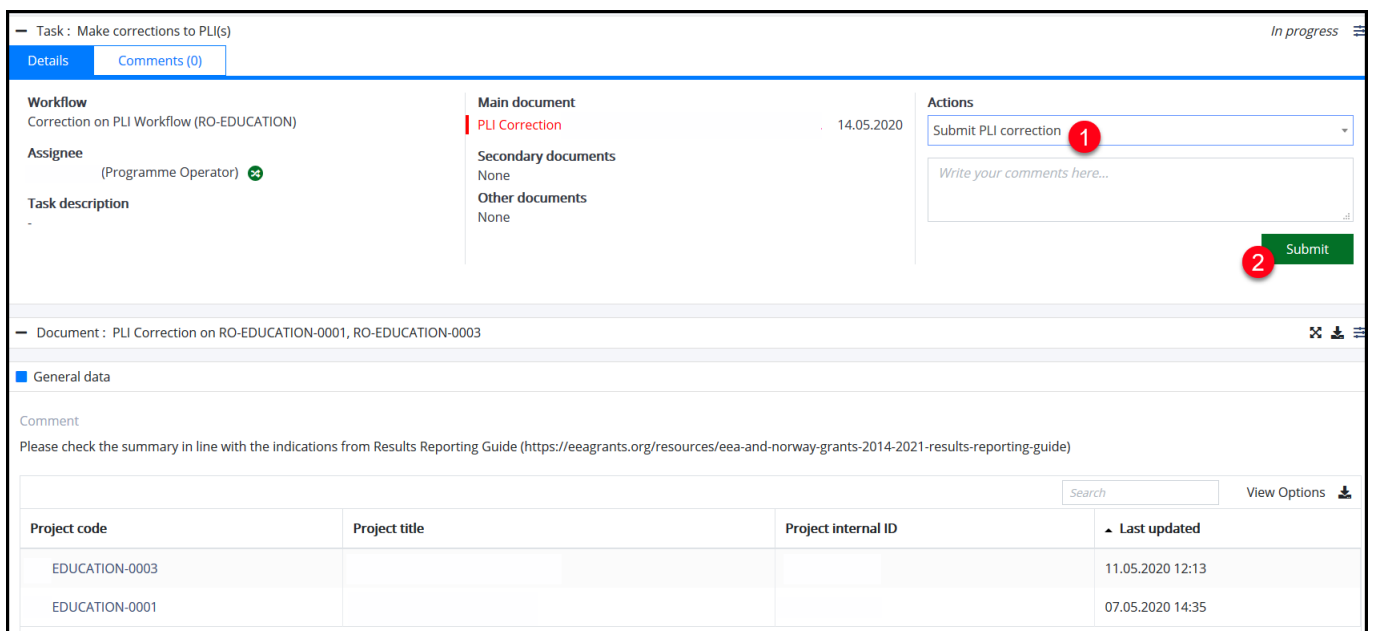 Task : Make corrections to PLI(s)
In progress
Details
Comments (0)
Workflow
Correction on PLI Workflow (RO-EDUCATION)
Assignee
(Programme Operator)
Task description
-
Main document
PLI Correction
. 14.05.2020
Secondary documents
None
Other documents
None
Actions
Submit PLI correction
1
Write your comments here...
Submit
2
Document : PLI Correction on RO-EDUCATION-0001, RO-EDUCATION-0003
General data
Comment
Please check the summary in line with the indications from Results Reporting Guide (https://eeagrants.org/resources/eea-and-norway-grants-2014-2021-results-reporting-guide)
Search
View Options
Project code Project title Project internal ID Last updated
EDUCATION-0003 11.05.2020 12:13
EDUCATION-0001 07.05.2020 14:35